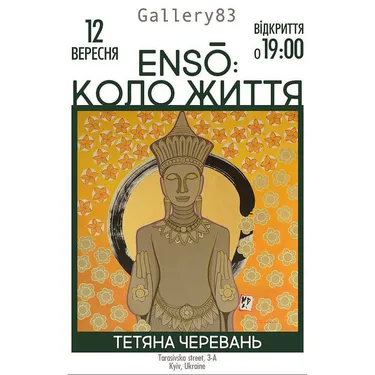 Gallery83
12
ВЕРЕСНЯ
ВІДКРИТТЯ
о 19:00
ENSŌ:
КОЛО ЖИТТЯ
ТЕТЯНА ЧЕРЕВАНЬ
Tarasivska street, 3-A
Kyiv, Ukraine